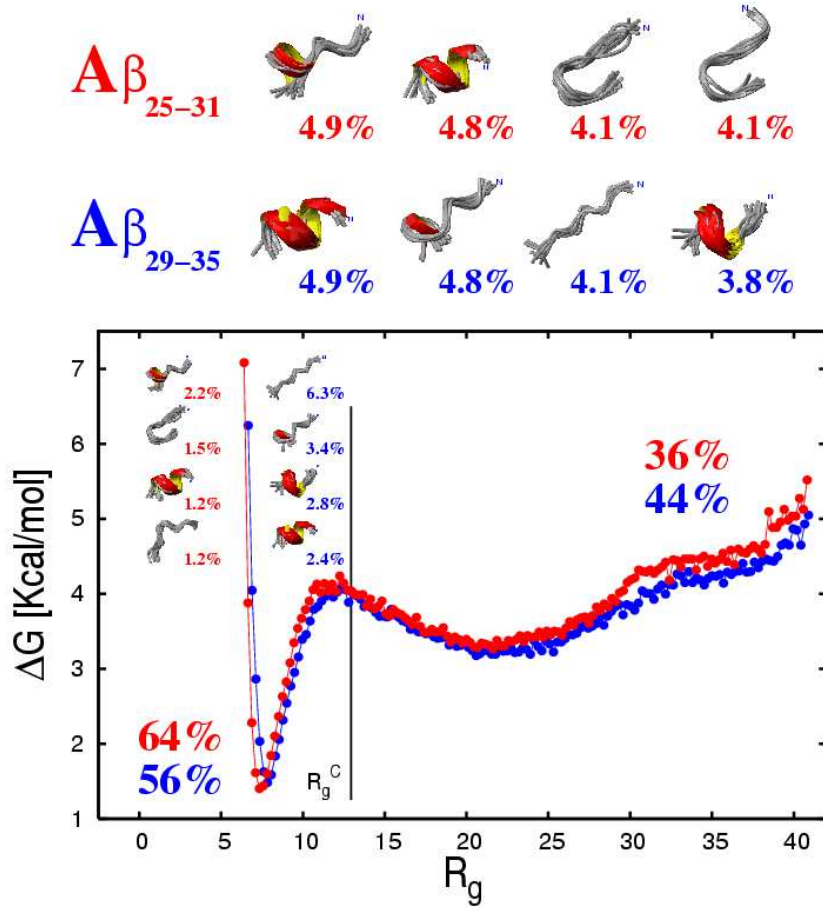 N
N
N
N
Aβ25–31
4.9% 4.8% 4.1% 4.1%
N
N
N
N
Aβ29–35
4.9% 4.8% 4.1% 3.8%
7
6
5
4
3
2
1
ΔG [Kcal/mol]
2.2% 6.3%
1.5% 3.4%
1.2% 2.8%
1.2% 2.4%
36%
44%
64%
56%
RgC
0 5 10 15 20 25 30 35 40
Rg